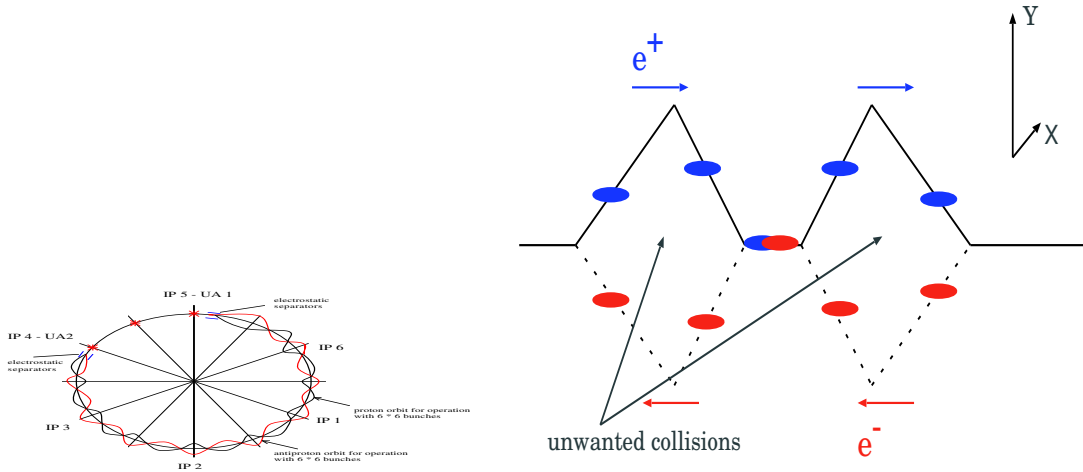 IP 5 - UA 1
electrostatic
separators
IP 4 - UA2
electrostatic
separators
IP 6
proton orbit for operation
with 6 * 6 bunches
IP 1
IP 3
antiproton orbit for operation
with 6 * 6 bunches
IP 2
Y
e+
X
unwanted collisions
e-